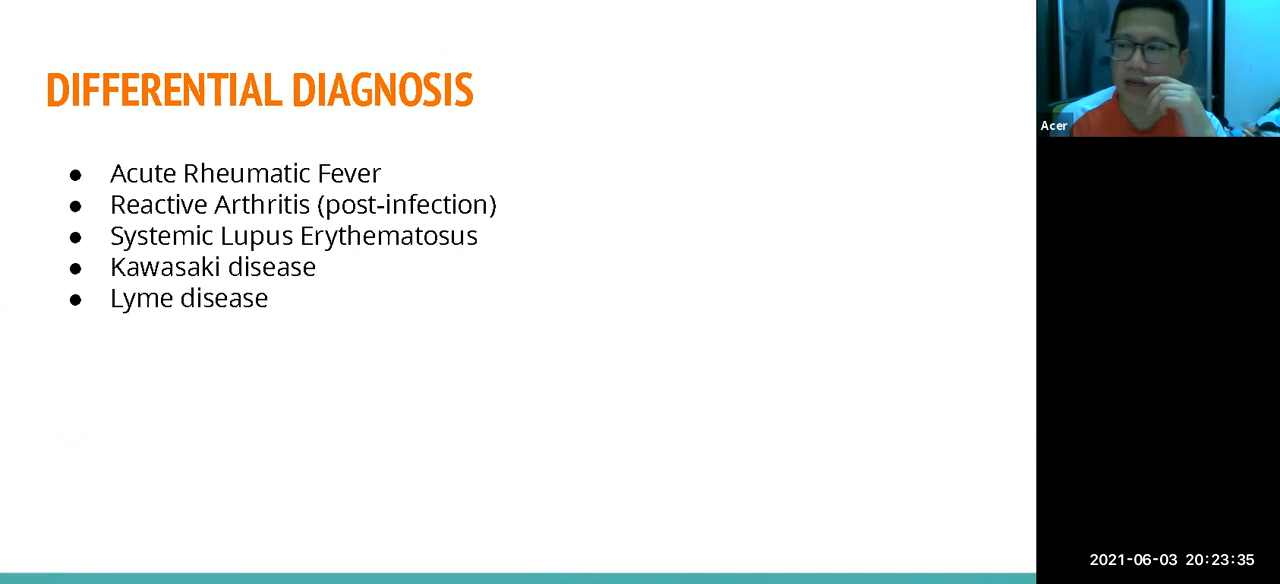 DIFFERENTIAL DIAGNOSIS
● Acute Rheumatic Fever
● Reactive Arthritis (post-infection)
● Systemic Lupus Erythematosus
● Kawasaki disease
● Lyme disease
Acer
2021-06-03 20:23:35